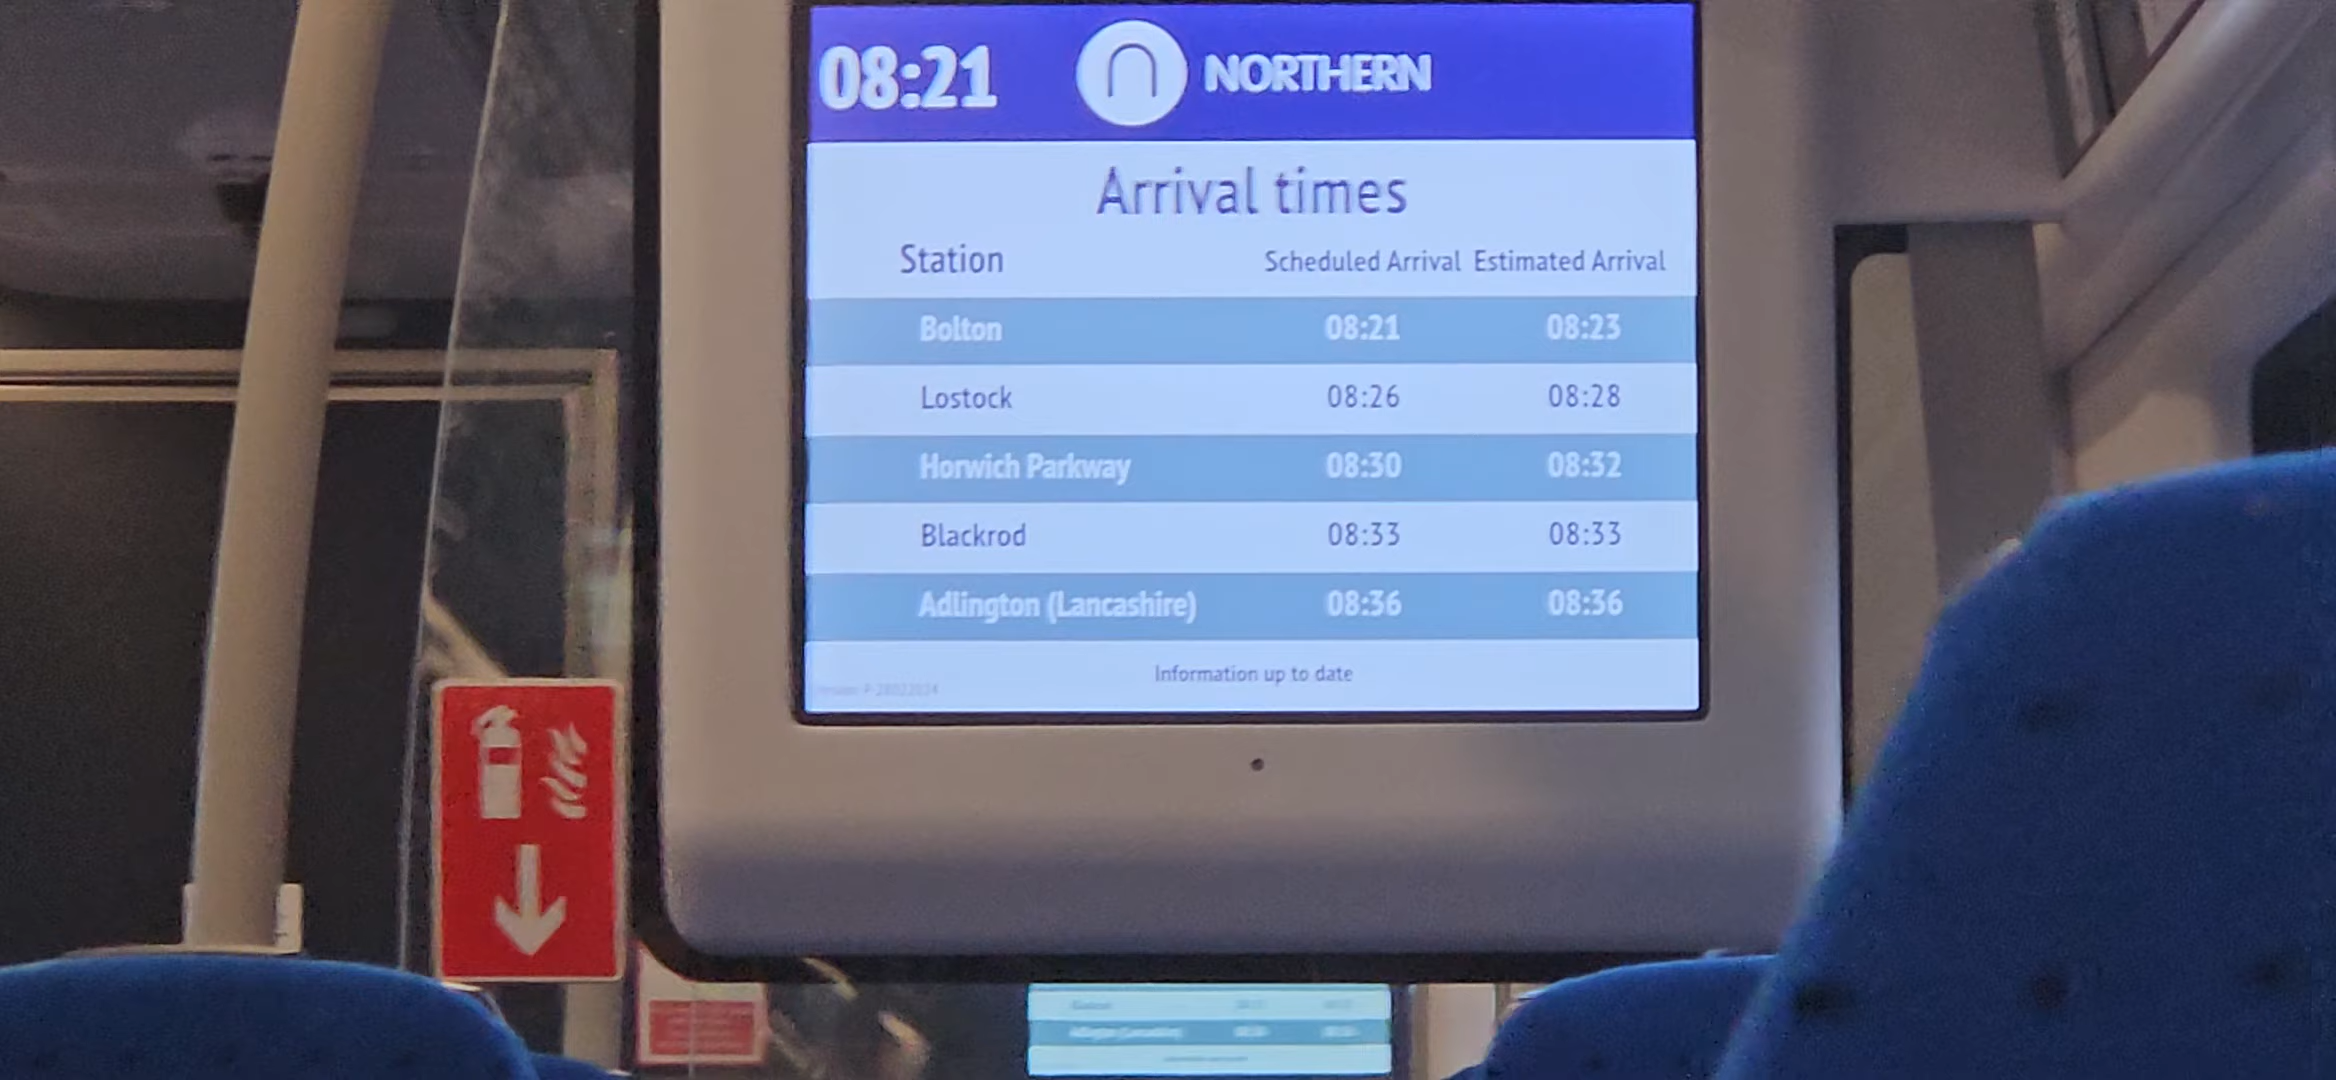 08:21 NORTHERN
Arrival times
Station Scheduled Arrival Estimated Arrival
Bolton 08:21 08:23
Lostock 08:26 08:28
Horwich Parkway 08:30 08:32
Blackrod 08:33 08:33
Adlington (Lancashire) 08:36 08:36
Information up to date